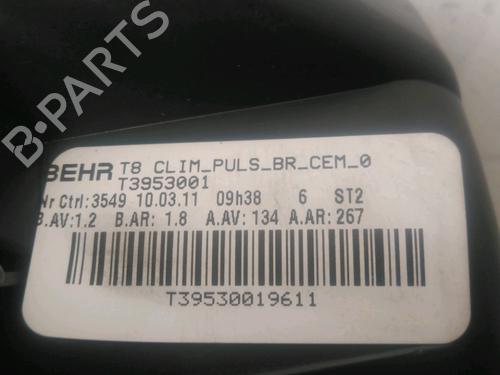 BEHR T8 CLIM_PULS_BR_CEM_0
T3953001
Nr Ctrl:3549 10.03.11 09h38 6 ST2
B.AV:1.2 B.AR: 1.8 A.AV: 134 A.AR: 267
T39530019611
B-PARTS